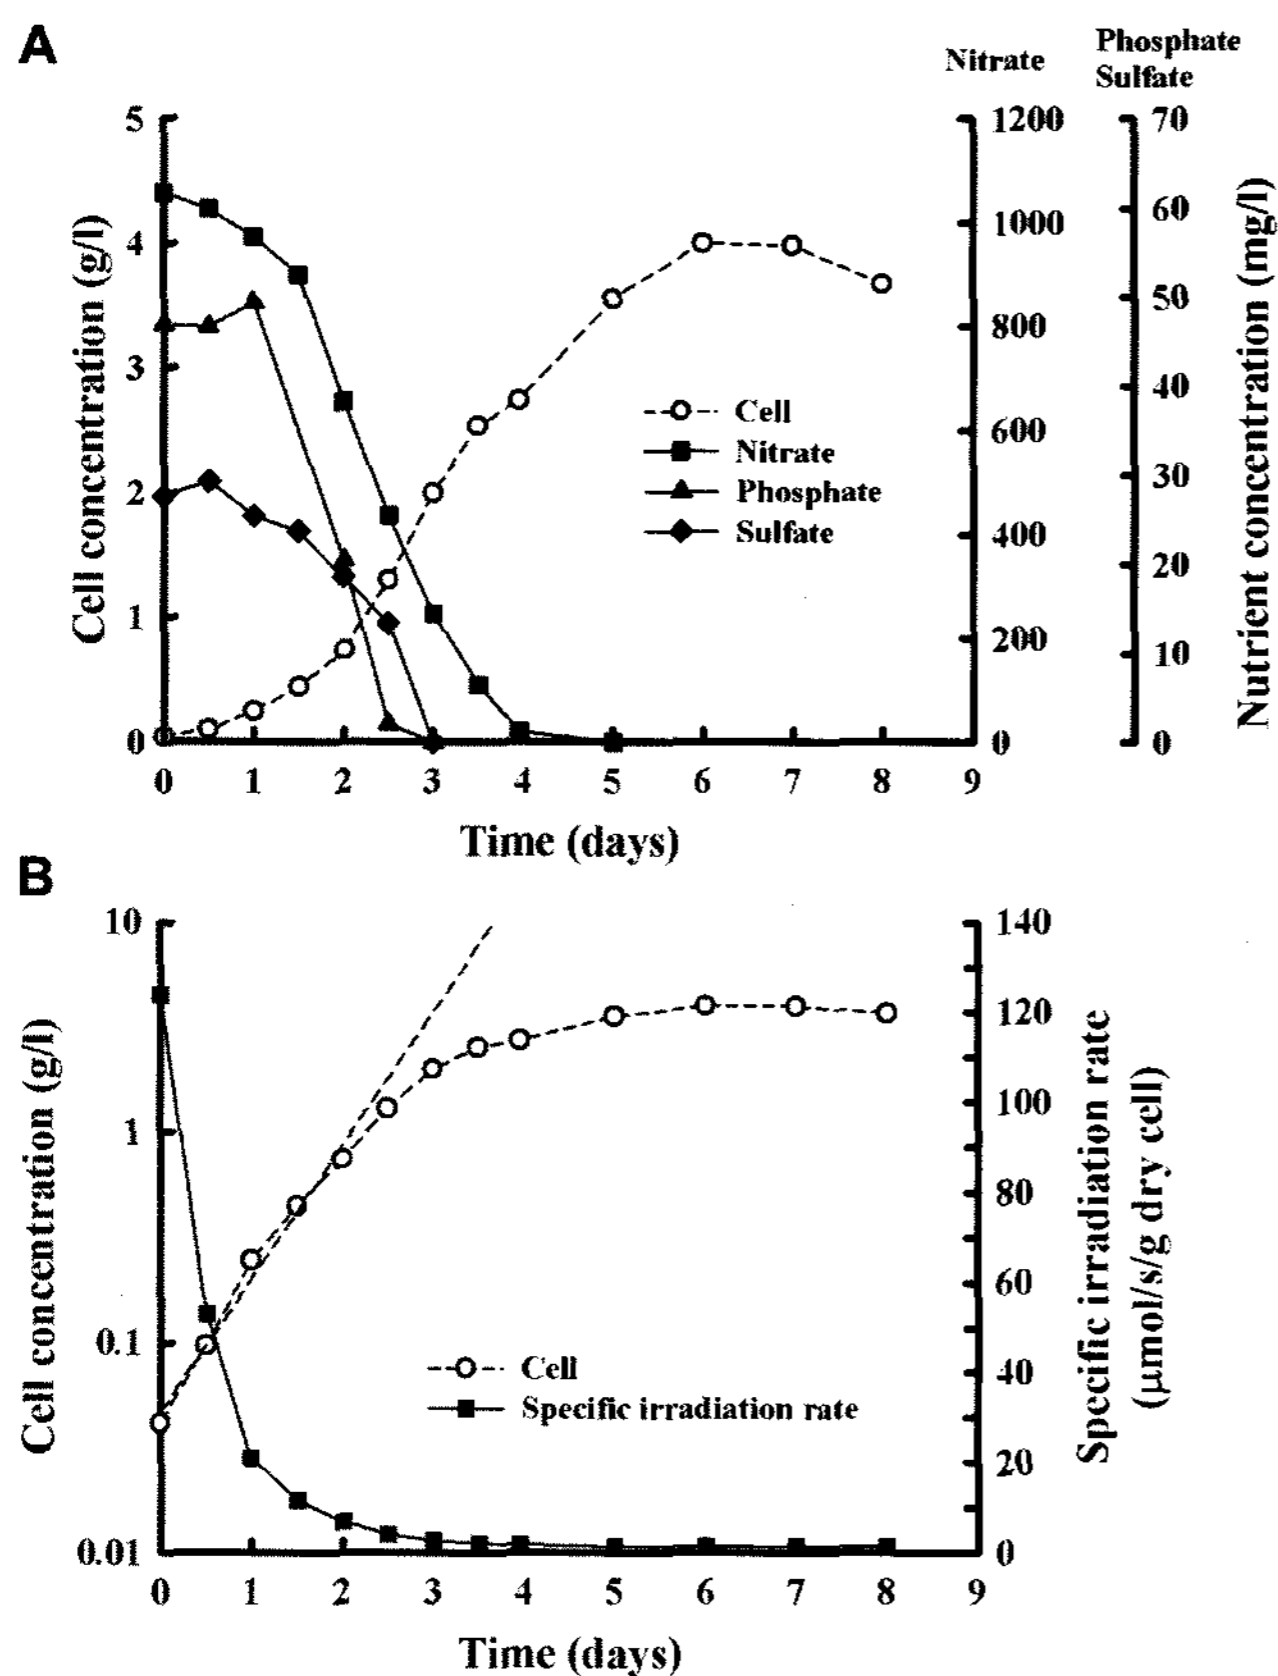 A
Nitrate
Phosphate
Sulfate
5
4
3
2
1
0
Cell concentration (g/l)
1200
1000
800
600
400
200
0
70
60
50
40
30
20
10
0
Nutrient concentration (mg/l)
Cell
Nitrate
Phosphate
Sulfate
0 1 2 3 4 5 6 7 8 9
Time (days)
B
10
1
0.1
0.01
Cell concentration (g/l)
140
120
100
80
60
40
20
0
Specific irradiation rate
(µmol/s/g dry cell)
Cell
Specific irradiation rate
0 1 2 3 4 5 6 7 8 9
Time (days)